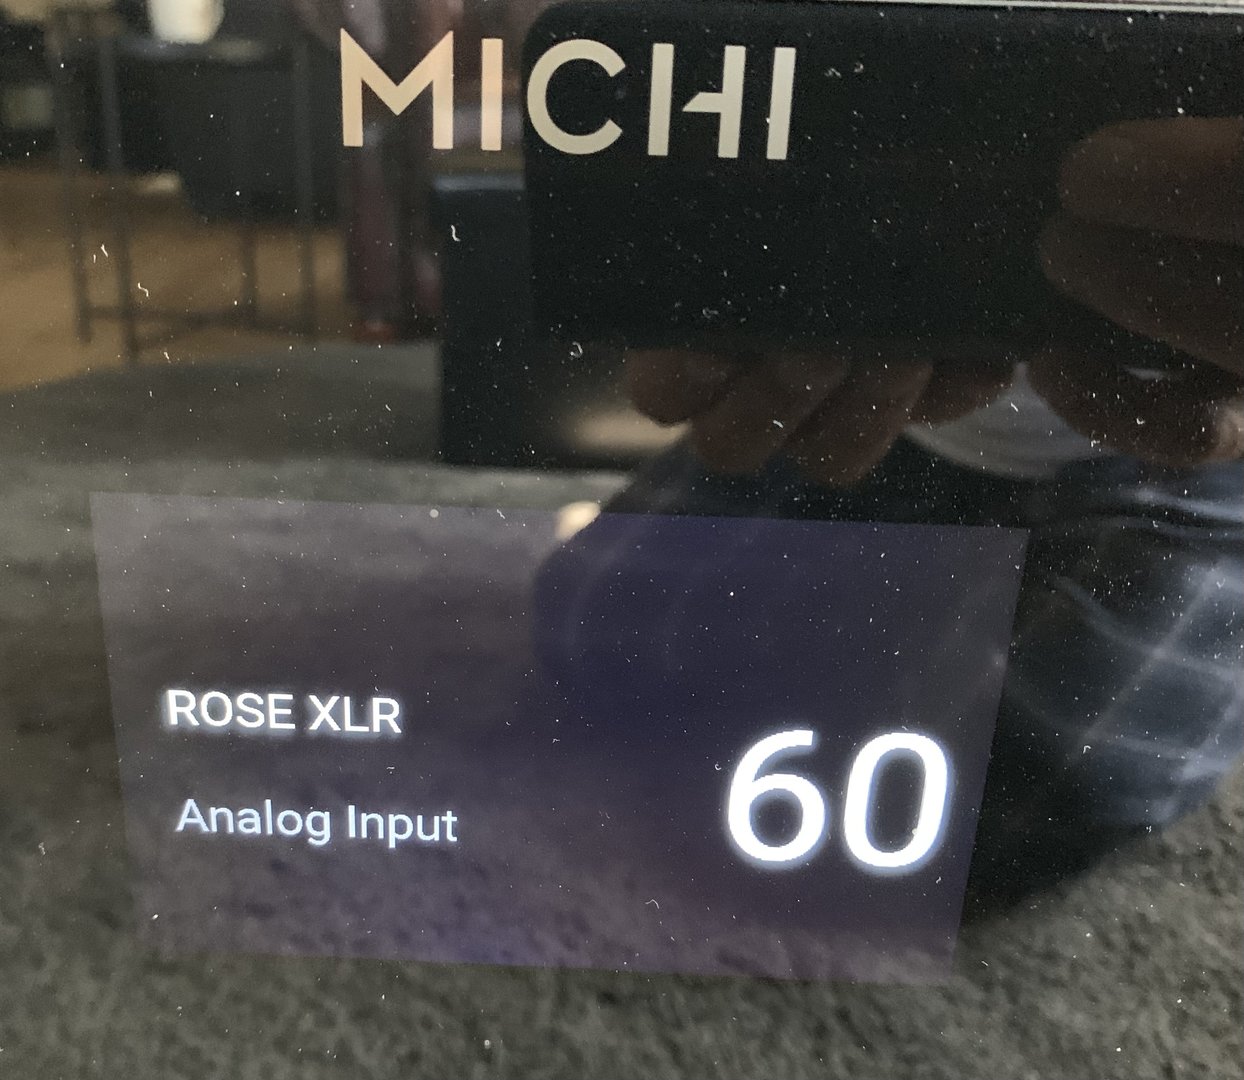 MICHI
ROSE XLR
Analog Input
60